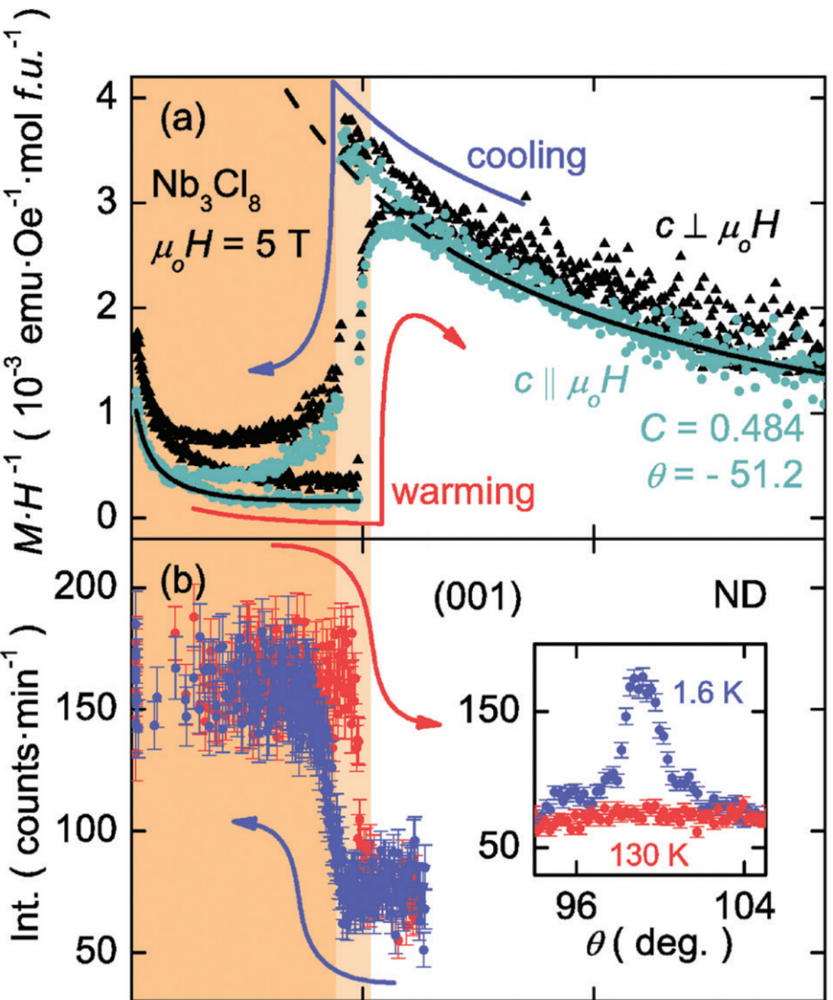 M·H⁻¹ ( 10⁻³ emu·Oe⁻¹·mol f.u.⁻¹ )
4
3
2
1
0
(a)
Nb₃Cl₈
μₒH = 5 T
cooling
c ⊥ μₒH
c ∥ μₒH
C = 0.484
θ = - 51.2
warming
Int. ( counts·min⁻¹ )
200
150
100
50
(b)
(001)
ND
150
50
1.6 K
130 K
96
104
θ ( deg. )